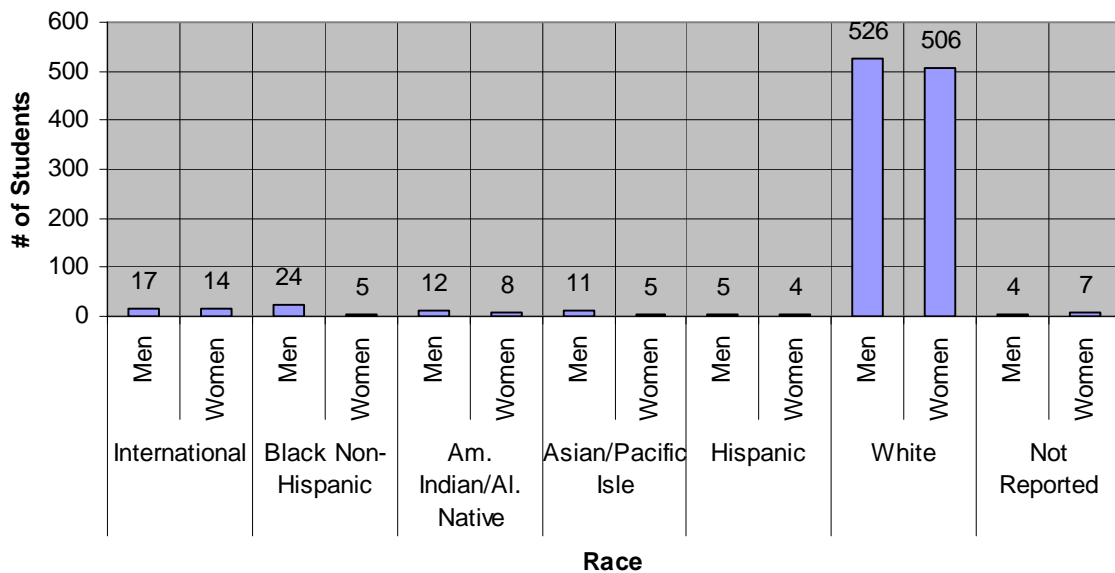 600
500
400
300
200
100
0
# of Students
17
14
24
5
12
8
11
5
5
4
526
506
4
7
Men
Women
Men
Women
Men
Women
Men
Women
Men
Women
Men
Women
Men
Women
International
Black Non-
Hispanic
Am.
Indian/Al.
Native
Asian/Pacific
Isle
Hispanic
White
Not
Reported
Race